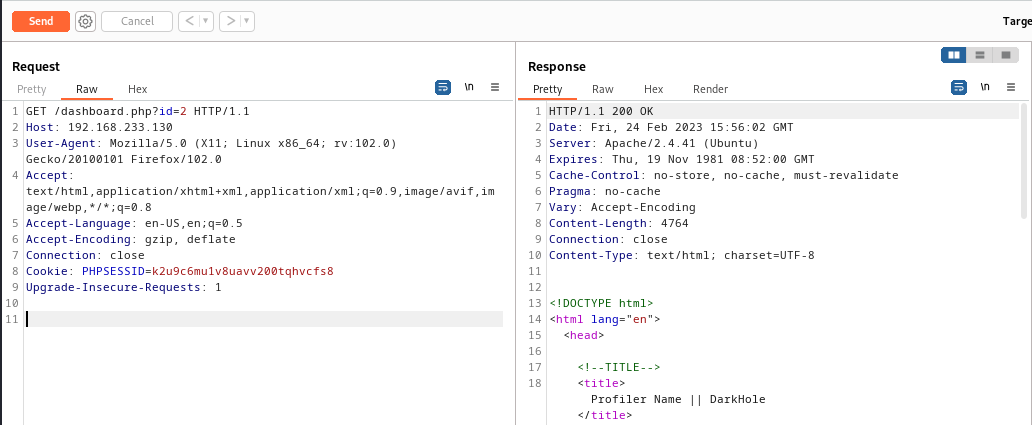 Send
Cancel
< | ▼
> | ▼
Targe
Request
Pretty Raw Hex
\n
1 GET /dashboard.php?id=2 HTTP/1.1
2 Host: 192.168.233.130
3 User-Agent: Mozilla/5.0 (X11; Linux x86_64; rv:102.0)
Gecko/20100101 Firefox/102.0
4 Accept:
text/html,application/xhtml+xml,application/xml;q=0.9,image/avif,im
age/webp,*/*;q=0.8
5 Accept-Language: en-US,en;q=0.5
6 Accept-Encoding: gzip, deflate
7 Connection: close
8 Cookie: PHPSESSID=k2u9c6mu1v8uavv200tqhvcfs8
9 Upgrade-Insecure-Requests: 1
10
11
Response
Pretty Raw Hex Render
\n
1 HTTP/1.1 200 OK
2 Date: Fri, 24 Feb 2023 15:56:02 GMT
3 Server: Apache/2.4.41 (Ubuntu)
4 Expires: Thu, 19 Nov 1981 08:52:00 GMT
5 Cache-Control: no-store, no-cache, must-revalidate
6 Pragma: no-cache
7 Vary: Accept-Encoding
8 Content-Length: 4764
9 Connection: close
10 Content-Type: text/html; charset=UTF-8
11
12
13 <!DOCTYPE html>
14 <html lang="en">
15 <head>
16
17 <!--TITLE-->
18 <title>
Profiler Name || DarkHole
</title>